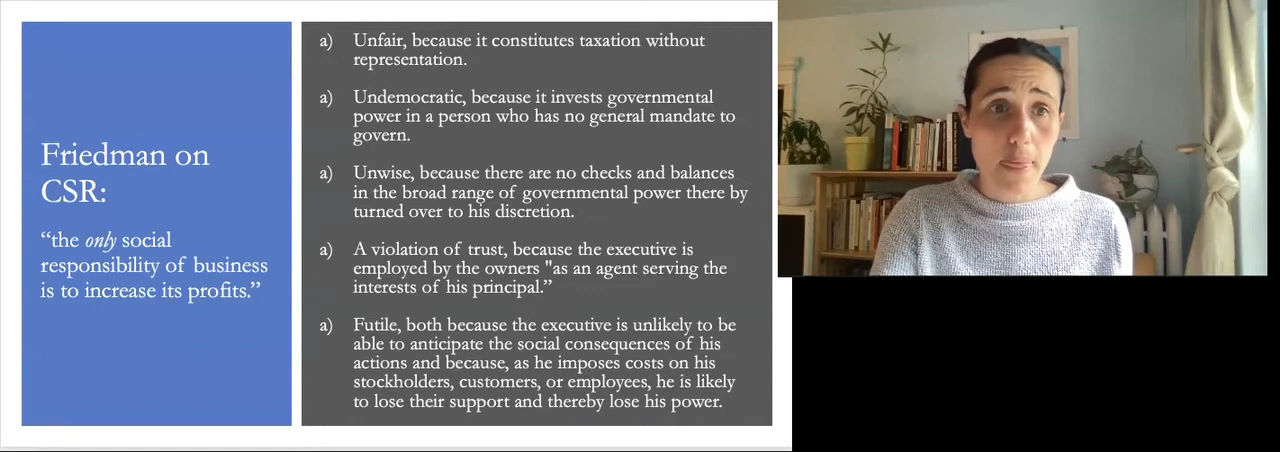 Friedman on
CSR:
“the only social
responsibility of business
is to increase its profits.”
a) Unfair, because it constitutes taxation without
representation.
a) Undemocratic, because it invests governmental
power in a person who has no general mandate to
govern.
a) Unwise, because there are no checks and balances
in the broad range of governmental power there by
turned over to his discretion.
a) A violation of trust, because the executive is
employed by the owners "as an agent serving the
interests of his principal.”
a) Futile, both because the executive is unlikely to be
able to anticipate the social consequences of his
actions and because, as he imposes costs on his
stockholders, customers, or employees, he is likely
to lose their support and thereby lose his power.